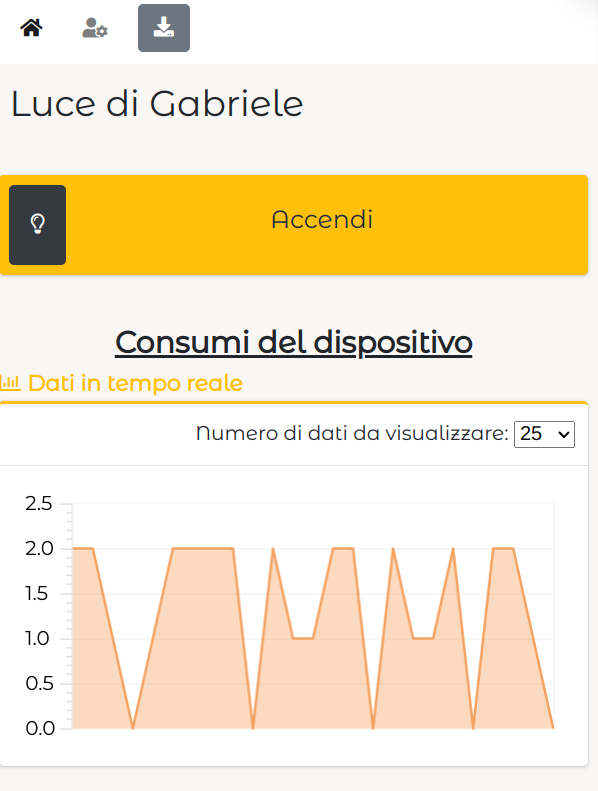 Luce di Gabriele
Accendi
Consumi del dispositivo
Dati in tempo reale
Numero di dati da visualizzare: 25
2.5
2.0
1.5
1.0
0.5
0.0